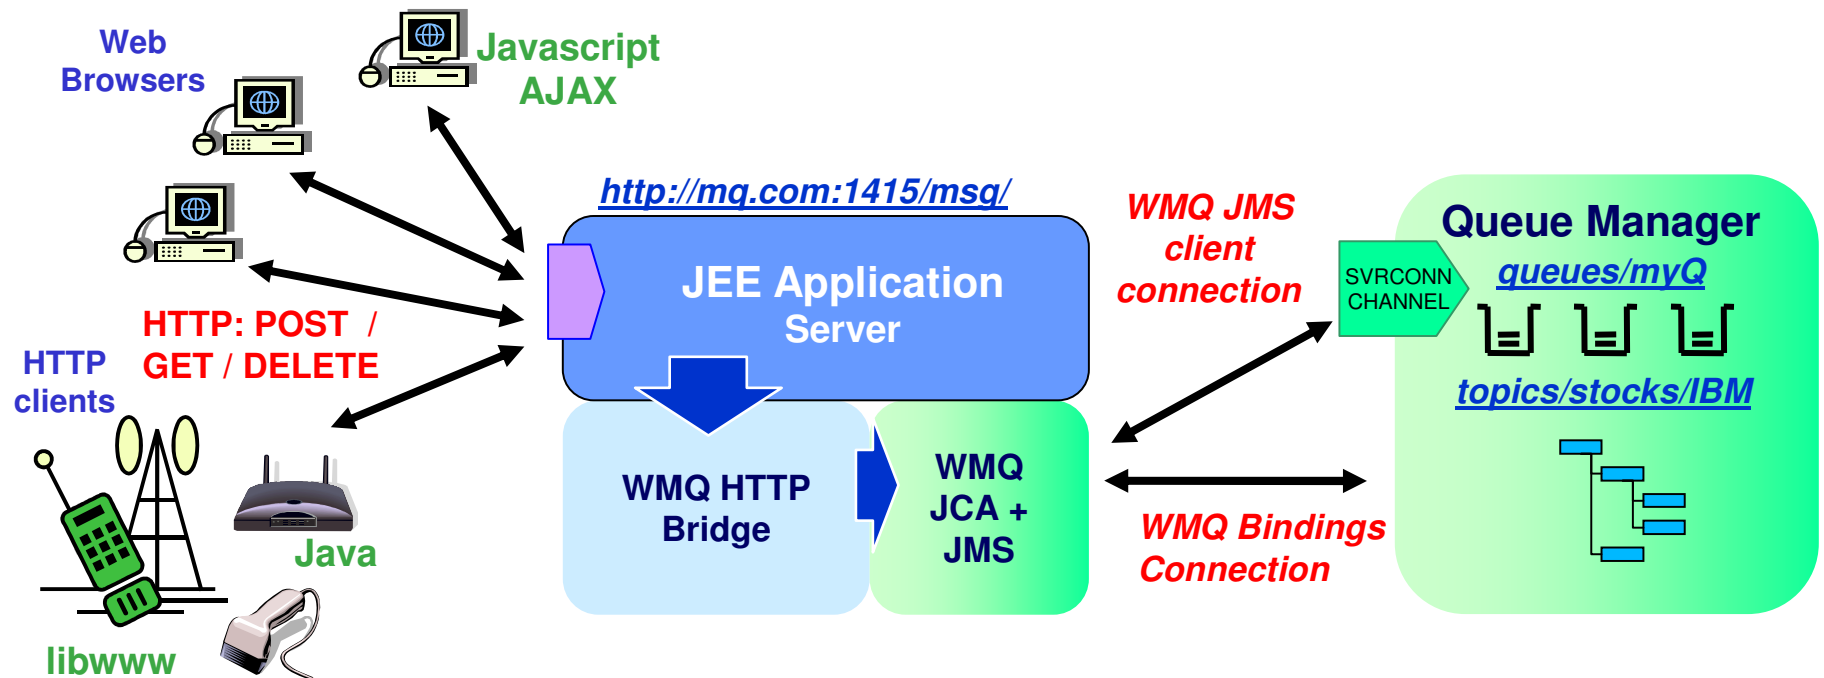 Web
Browsers
Javascript
AJAX
http://mq.com:1415/msg/
JEE Application
Server
HTTP: POST /
GET / DELETE
HTTP
clients
Java
libwww
WMQ HTTP
Bridge
WMQ
JCA +
JMS
WMQ JMS
client
connection
WMQ Bindings
Connection
SVRCONN
CHANNEL
Queue Manager
queues/myQ
topics/stocks/IBM